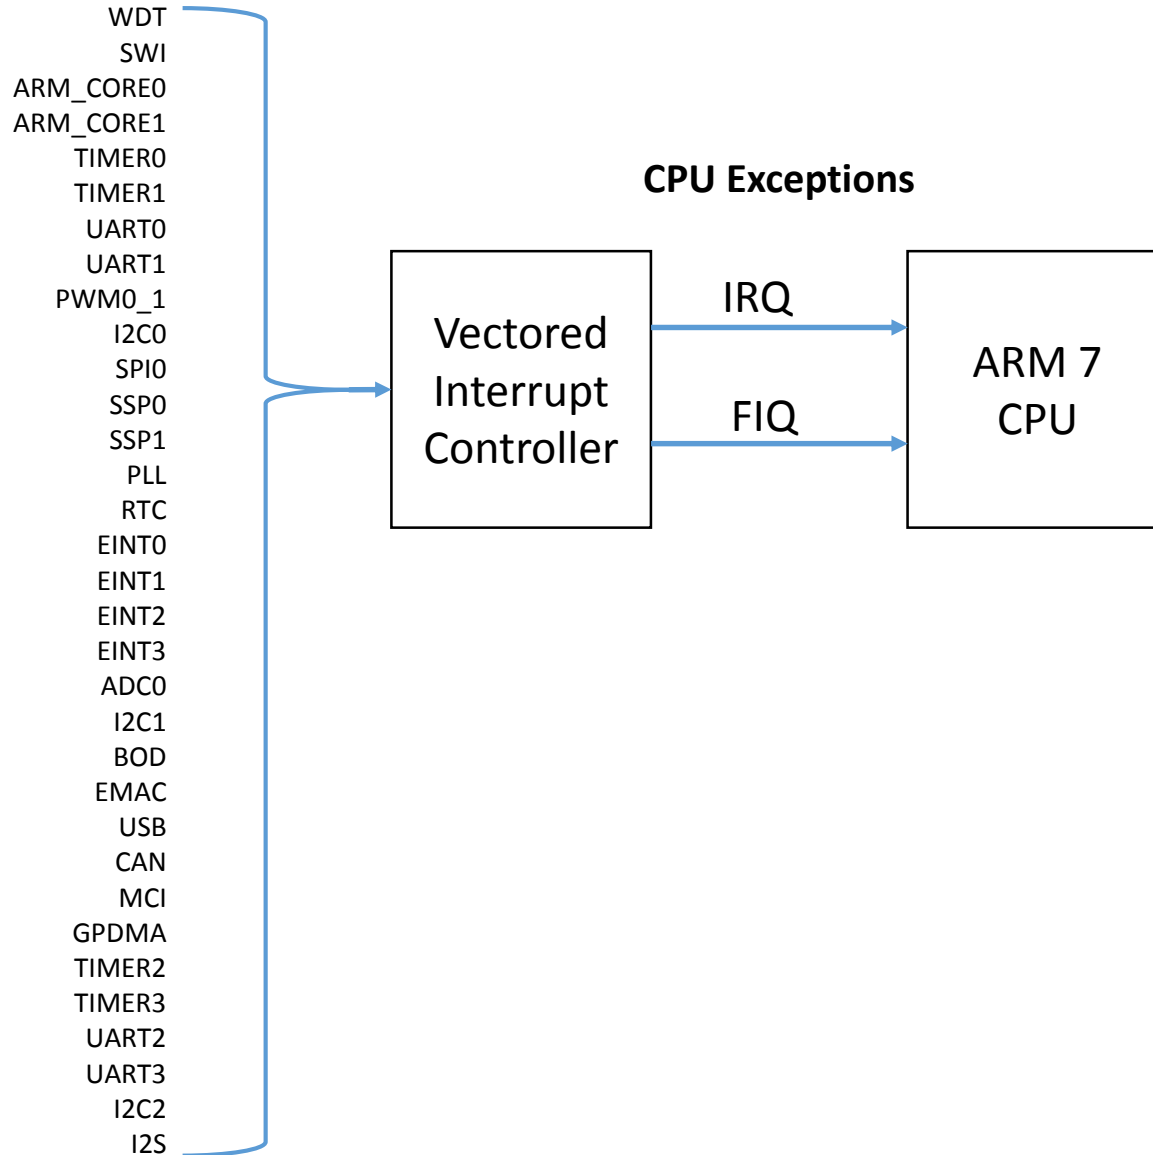 WDT
SWI
ARM_CORE0
ARM_CORE1
TIMER0
TIMER1
UART0
UART1
PWM0_1
I2C0
SPI0
SSP0
SSP1
PLL
RTC
EINT0
EINT1
EINT2
EINT3
ADC0
I2C1
BOD
EMAC
USB
CAN
MCI
GPDMA
TIMER2
TIMER3
UART2
UART3
I2C2
I2S
CPU Exceptions
Vectored
Interrupt
Controller
IRQ
FIQ
ARM 7
CPU